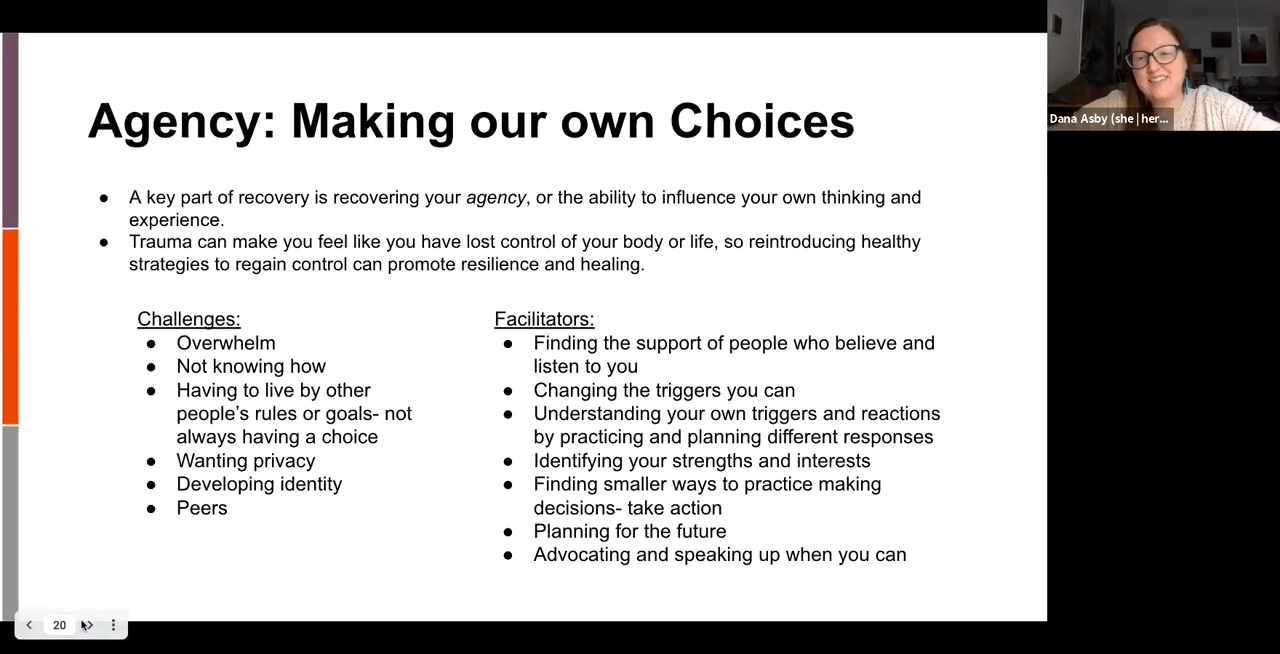 Agency: Making our own Choices
● A key part of recovery is recovering your agency, or the ability to influence your own thinking and
experience.
● Trauma can make you feel like you have lost control of your body or life, so reintroducing healthy
strategies to regain control can promote resilience and healing.
Challenges:
● Overwhelm
● Not knowing how
● Having to live by other
people’s rules or goals- not
always having a choice
● Wanting privacy
● Developing identity
● Peers
Facilitators:
● Finding the support of people who believe and
listen to you
● Changing the triggers you can
● Understanding your own triggers and reactions
by practicing and planning different responses
● Identifying your strengths and interests
● Finding smaller ways to practice making
decisions- take action
● Planning for the future
● Advocating and speaking up when you can
Dana Asby (she|her...
20